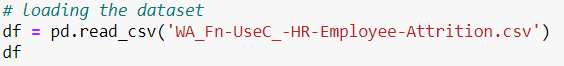 # loading the dataset
df = pd.read_csv('WA_Fn-UseC_-HR-Employee-Attrition.csv')
df